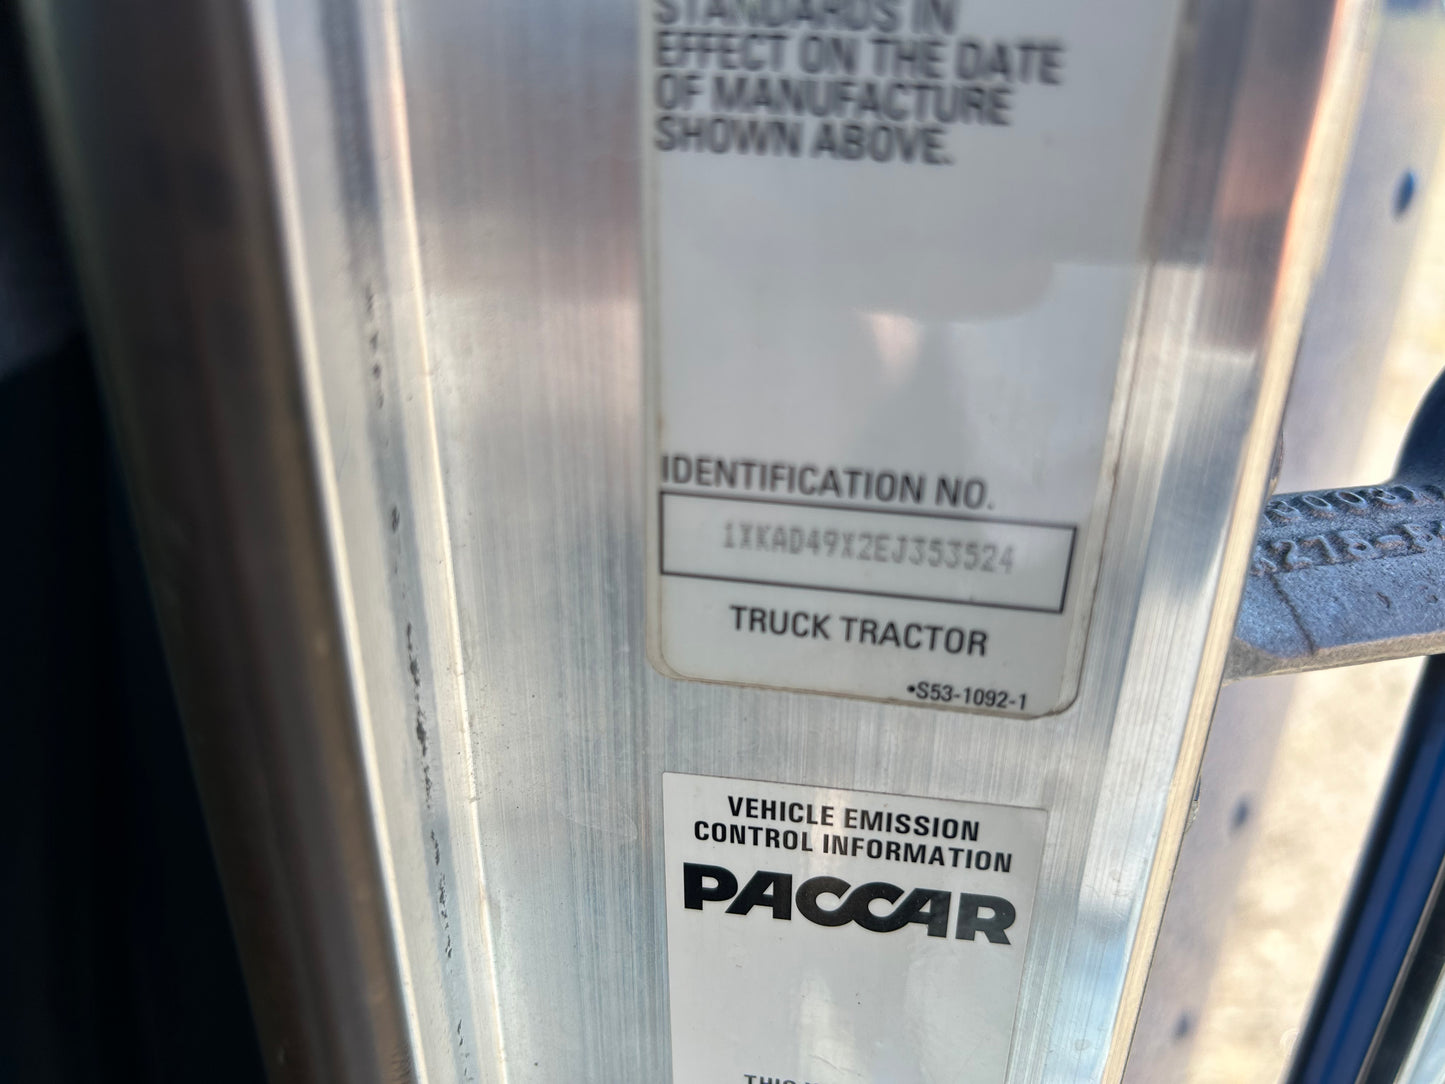 STANDARDS IN
EFFECT ON THE DATE
OF MANUFACTURE
SHOWN ABOVE.
IDENTIFICATION NO.
1XKAD49X2EJ353524
TRUCK TRACTOR
•S53-1092-1
VEHICLE EMISSION
CONTROL INFORMATION
PACCAR